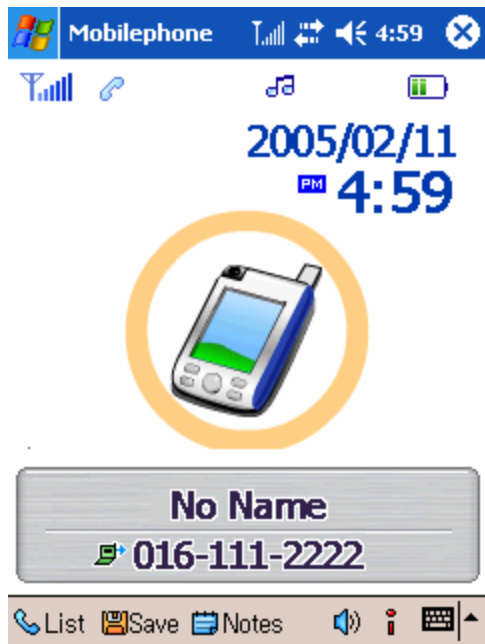 Mobilephone 4:59
2005/02/11
PM 4:59
No Name
016-111-2222
List Save Notes